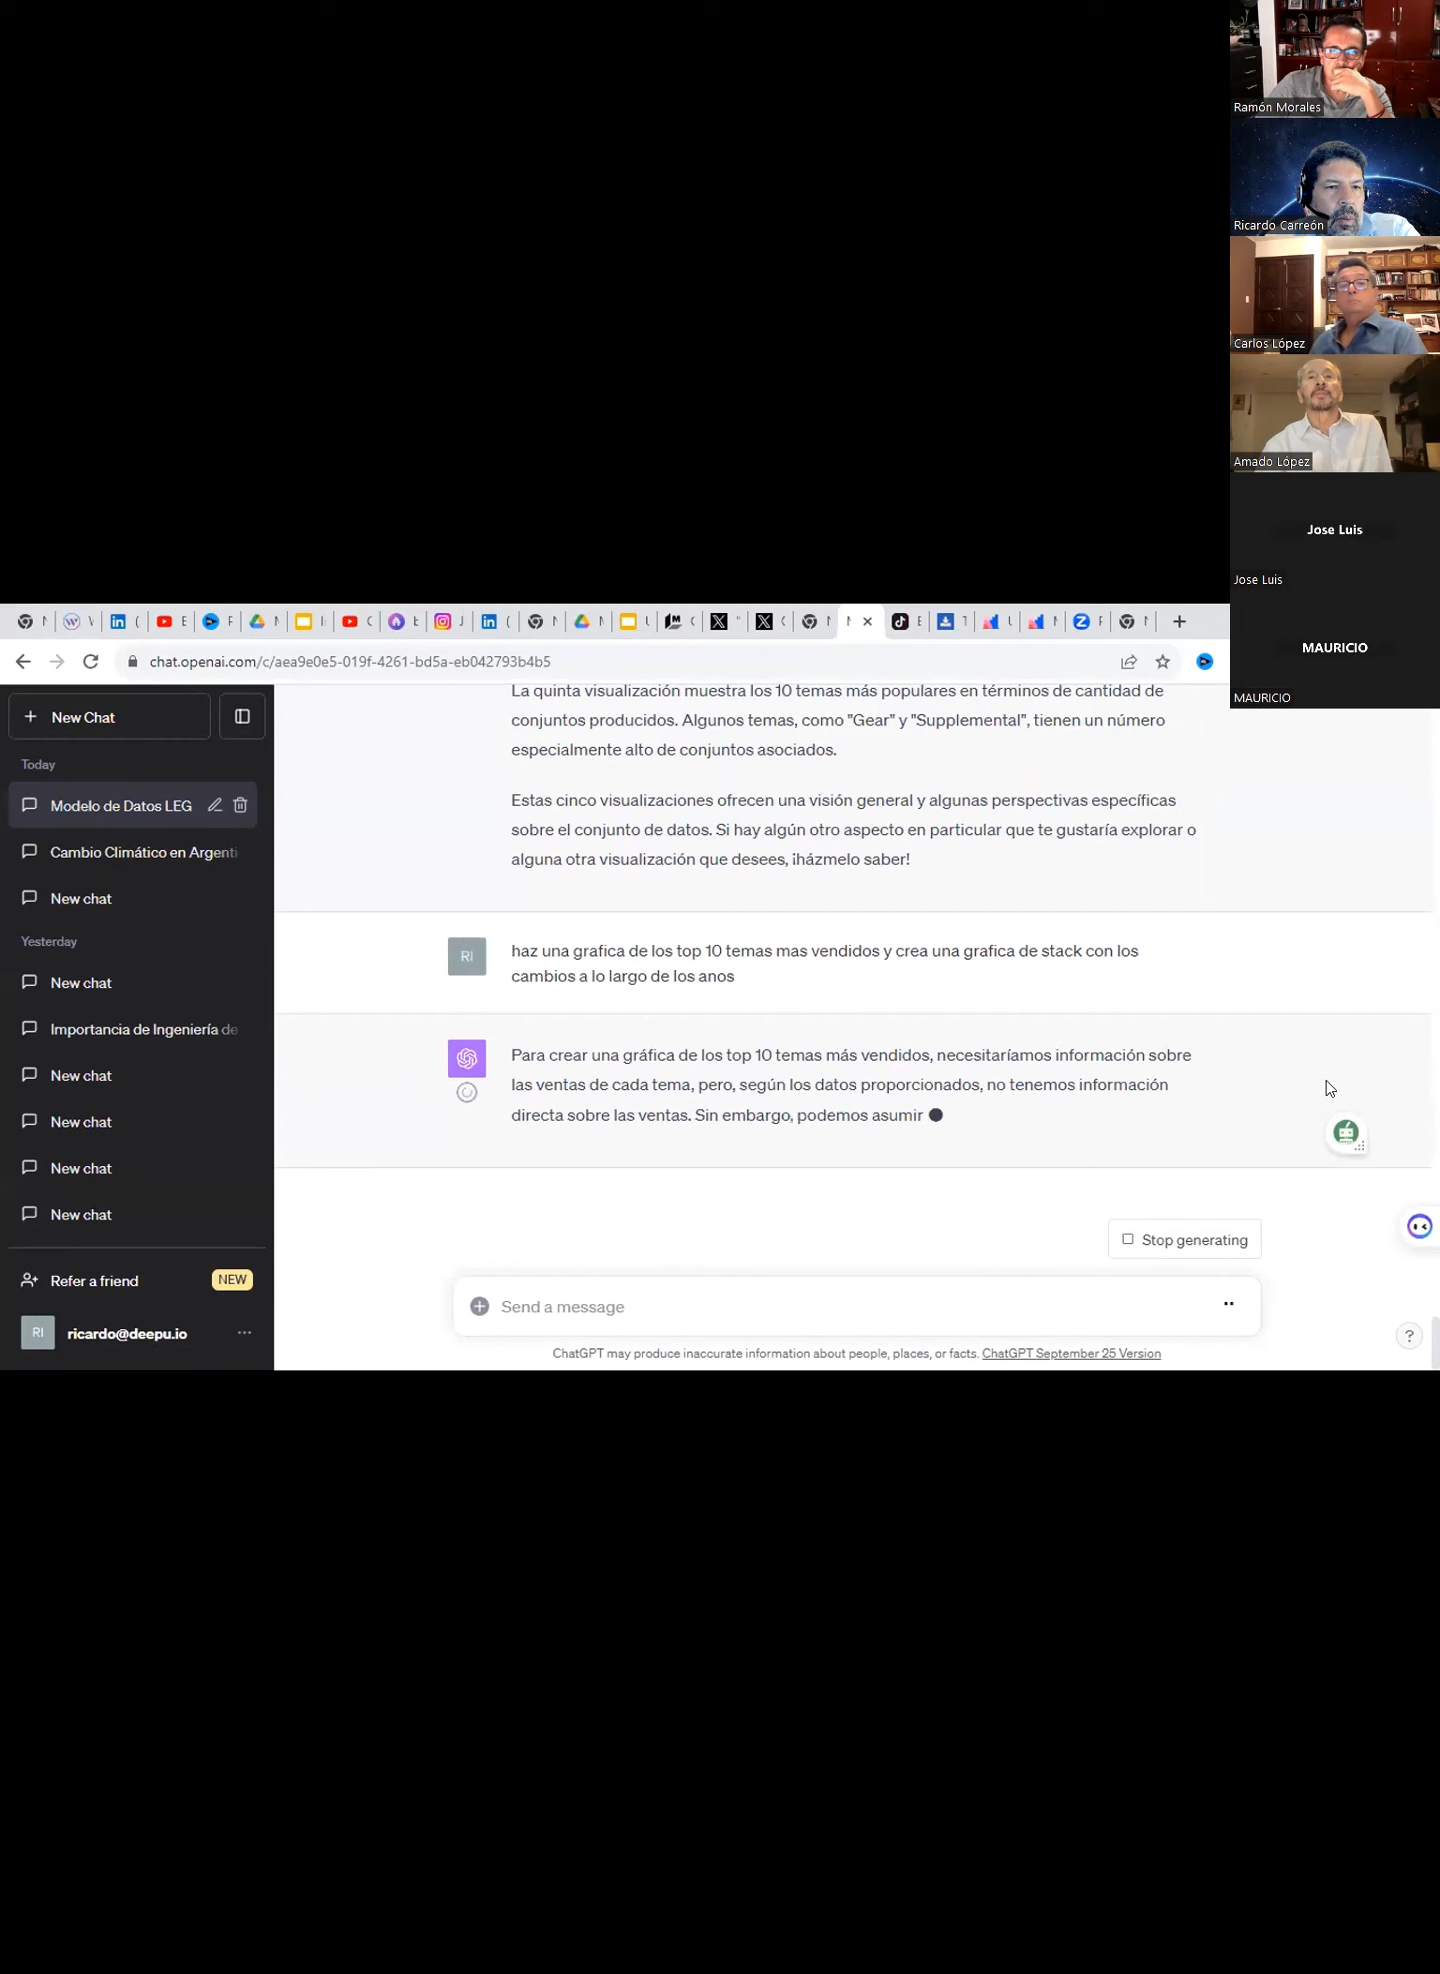 Ramón Morales
Ricardo Carreón
Carlos López
Amado López
Jose Luis
Jose Luis
MAURICIO
MAURICIO
chat.openai.com/c/aea9e0e5-019f-4261-bd5a-eb042793b4b5
New Chat
Today
Modelo de Datos LEG
Cambio Climático en Argenti
New chat
Yesterday
New chat
Importancia de Ingeniería de
New chat
New chat
New chat
New chat
Refer a friend
NEW
RI
ricardo@deepu.io
La quinta visualización muestra los 10 temas más populares en términos de cantidad de
conjuntos producidos. Algunos temas, como "Gear" y "Supplemental", tienen un número
especialmente alto de conjuntos asociados.
Estas cinco visualizaciones ofrecen una visión general y algunas perspectivas específicas
sobre el conjunto de datos. Si hay algún otro aspecto en particular que te gustaría explorar o
alguna otra visualización que desees, ¡házmelo saber!
RI
haz una grafica de los top 10 temas mas vendidos y crea una grafica de stack con los
cambios a lo largo de los anos
Para crear una gráfica de los top 10 temas más vendidos, necesitaríamos información sobre
las ventas de cada tema, pero, según los datos proporcionados, no tenemos información
directa sobre las ventas. Sin embargo, podemos asumir
Stop generating
Send a message
ChatGPT may produce inaccurate information about people, places, or facts. ChatGPT September 25 Version
?